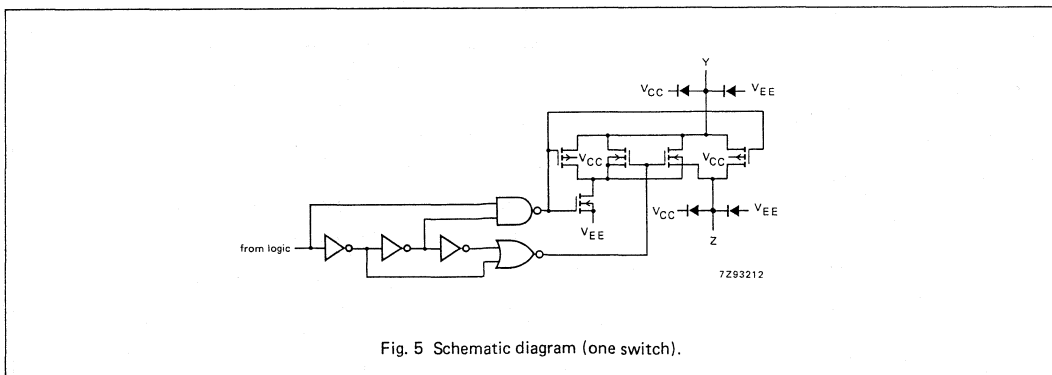 Y
VCC VEE
VCC VCC
VCC VEE
VEE
from logic
Z
7Z93212
Fig. 5 Schematic diagram (one switch).